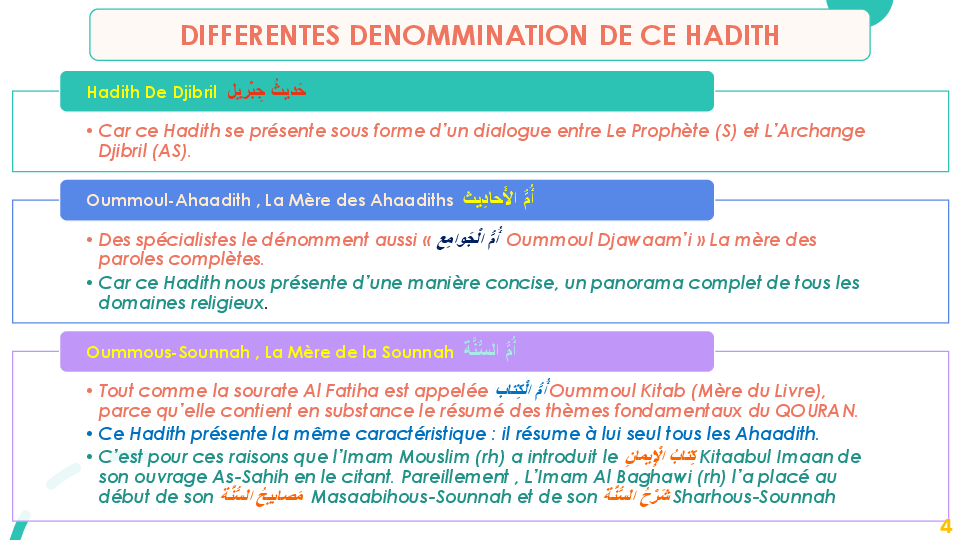 DIFFERENTES DENOMMINATION DE CE HADITH
Hadith De Djibril حَديثُ جِبْرِيل
• Car ce Hadith se présente sous forme d’un dialogue entre Le Prophète (S) et L’Archange
Djibril (AS).
Oummoul-Ahaadith , La Mère des Ahaadiths أُمُّ الأَحادِيث
• Des spécialistes le dénomment aussi « أُمُّ الْجَوامِع Oummoul Djawaam’i » La mère des
paroles complètes.
• Car ce Hadith nous présente d’une manière concise, un panorama complet de tous les
domaines religieux.
Oummous-Sounnah , La Mère de la Sounnah أُمُّ السُّنَّة
• Tout comme la sourate Al Fatiha est appelée أُمُّ الْكِتاب Oummoul Kitab (Mère du Livre),
parce qu’elle contient en substance le résumé des thèmes fondamentaux du QOURAN.
• Ce Hadith présente la même caractéristique : il résume à lui seul tous les Ahaadith.
• C’est pour ces raisons que l’Imam Mouslim (rh) a introduit le كِتابُ الْإِيمانِ Kitaabul Imaan de
son ouvrage As-Sahih en le citant. Pareillement , L’Imam Al Baghawi (rh) l’a placé au
début de son مَصابيحُ السُّنَّة Masaabihous-Sounnah et de son شَرْحُ السُّنَّة Sharhous-Sounnah
4